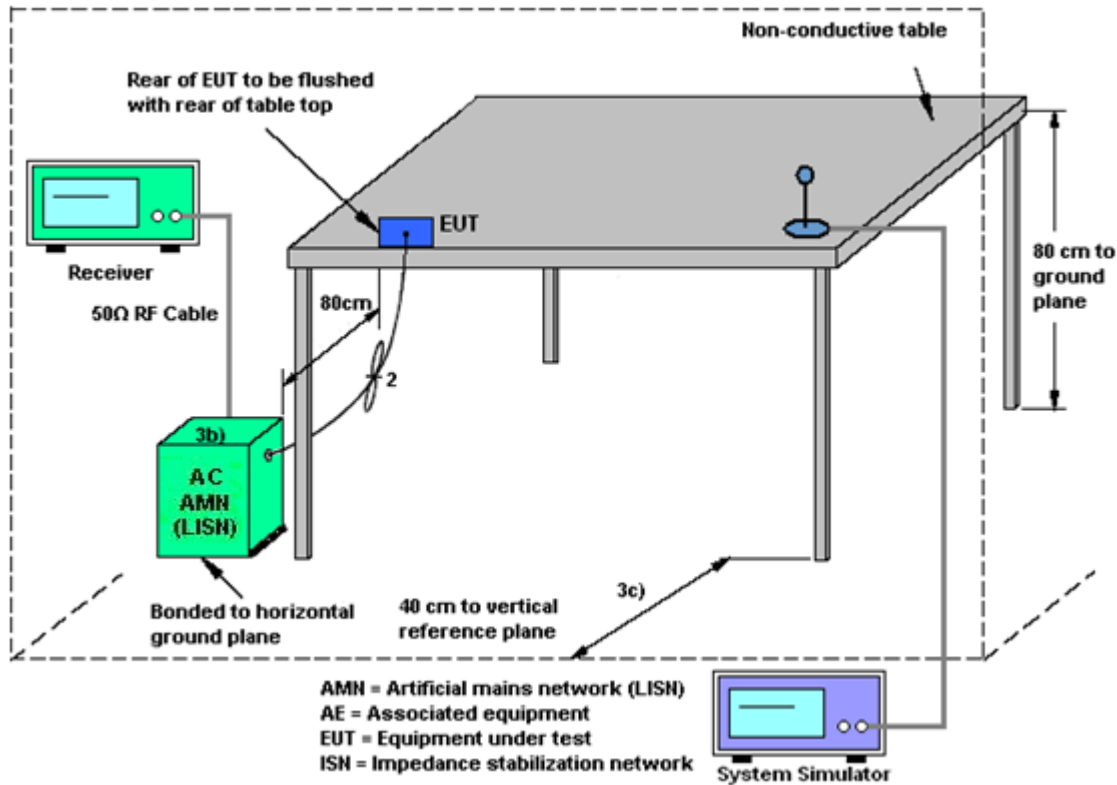 Non-conductive table
Rear of EUT to be flushed
with rear of table top
EUT
Receiver
80cm
80 cm to
ground
plane
50Ω RF Cable
2
3b)
AC
AMN
(LISN)
3c)
40 cm to vertical
reference plane
Bonded to horizontal
ground plane
AMN = Artificial mains network (LISN)
AE = Associated equipment
EUT = Equipment under test
ISN = Impedance stabilization network
System Simulator